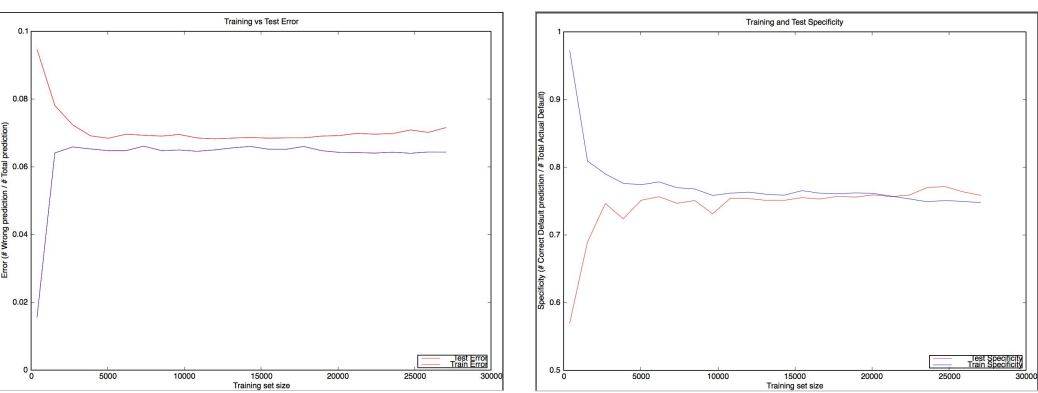 Training vs Test Error
Error (# Wrong prediction / # Total prediction)
0.1
0.08
0.06
0.04
0.02
0
0 5000 10000 15000 20000 25000 30000
Training set size
Test Error
Train Error
Training and Test Specificity
Specificity (# Correct Default prediction / # Total Actual Default)
1
0.9
0.8
0.7
0.6
0.5
0 5000 10000 15000 20000 25000 30000
Training set size
Test Specificity
Train Specificity